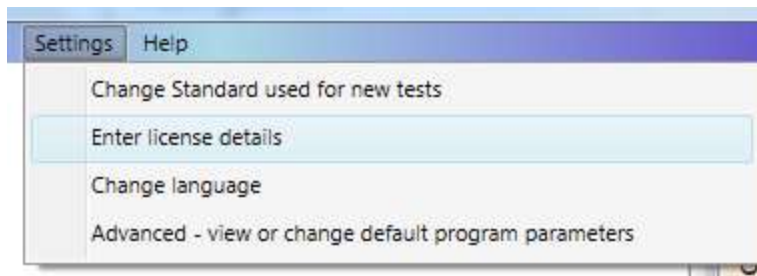 Settings Help
Change Standard used for new tests
Enter license details
Change language
Advanced - view or change default program parameters